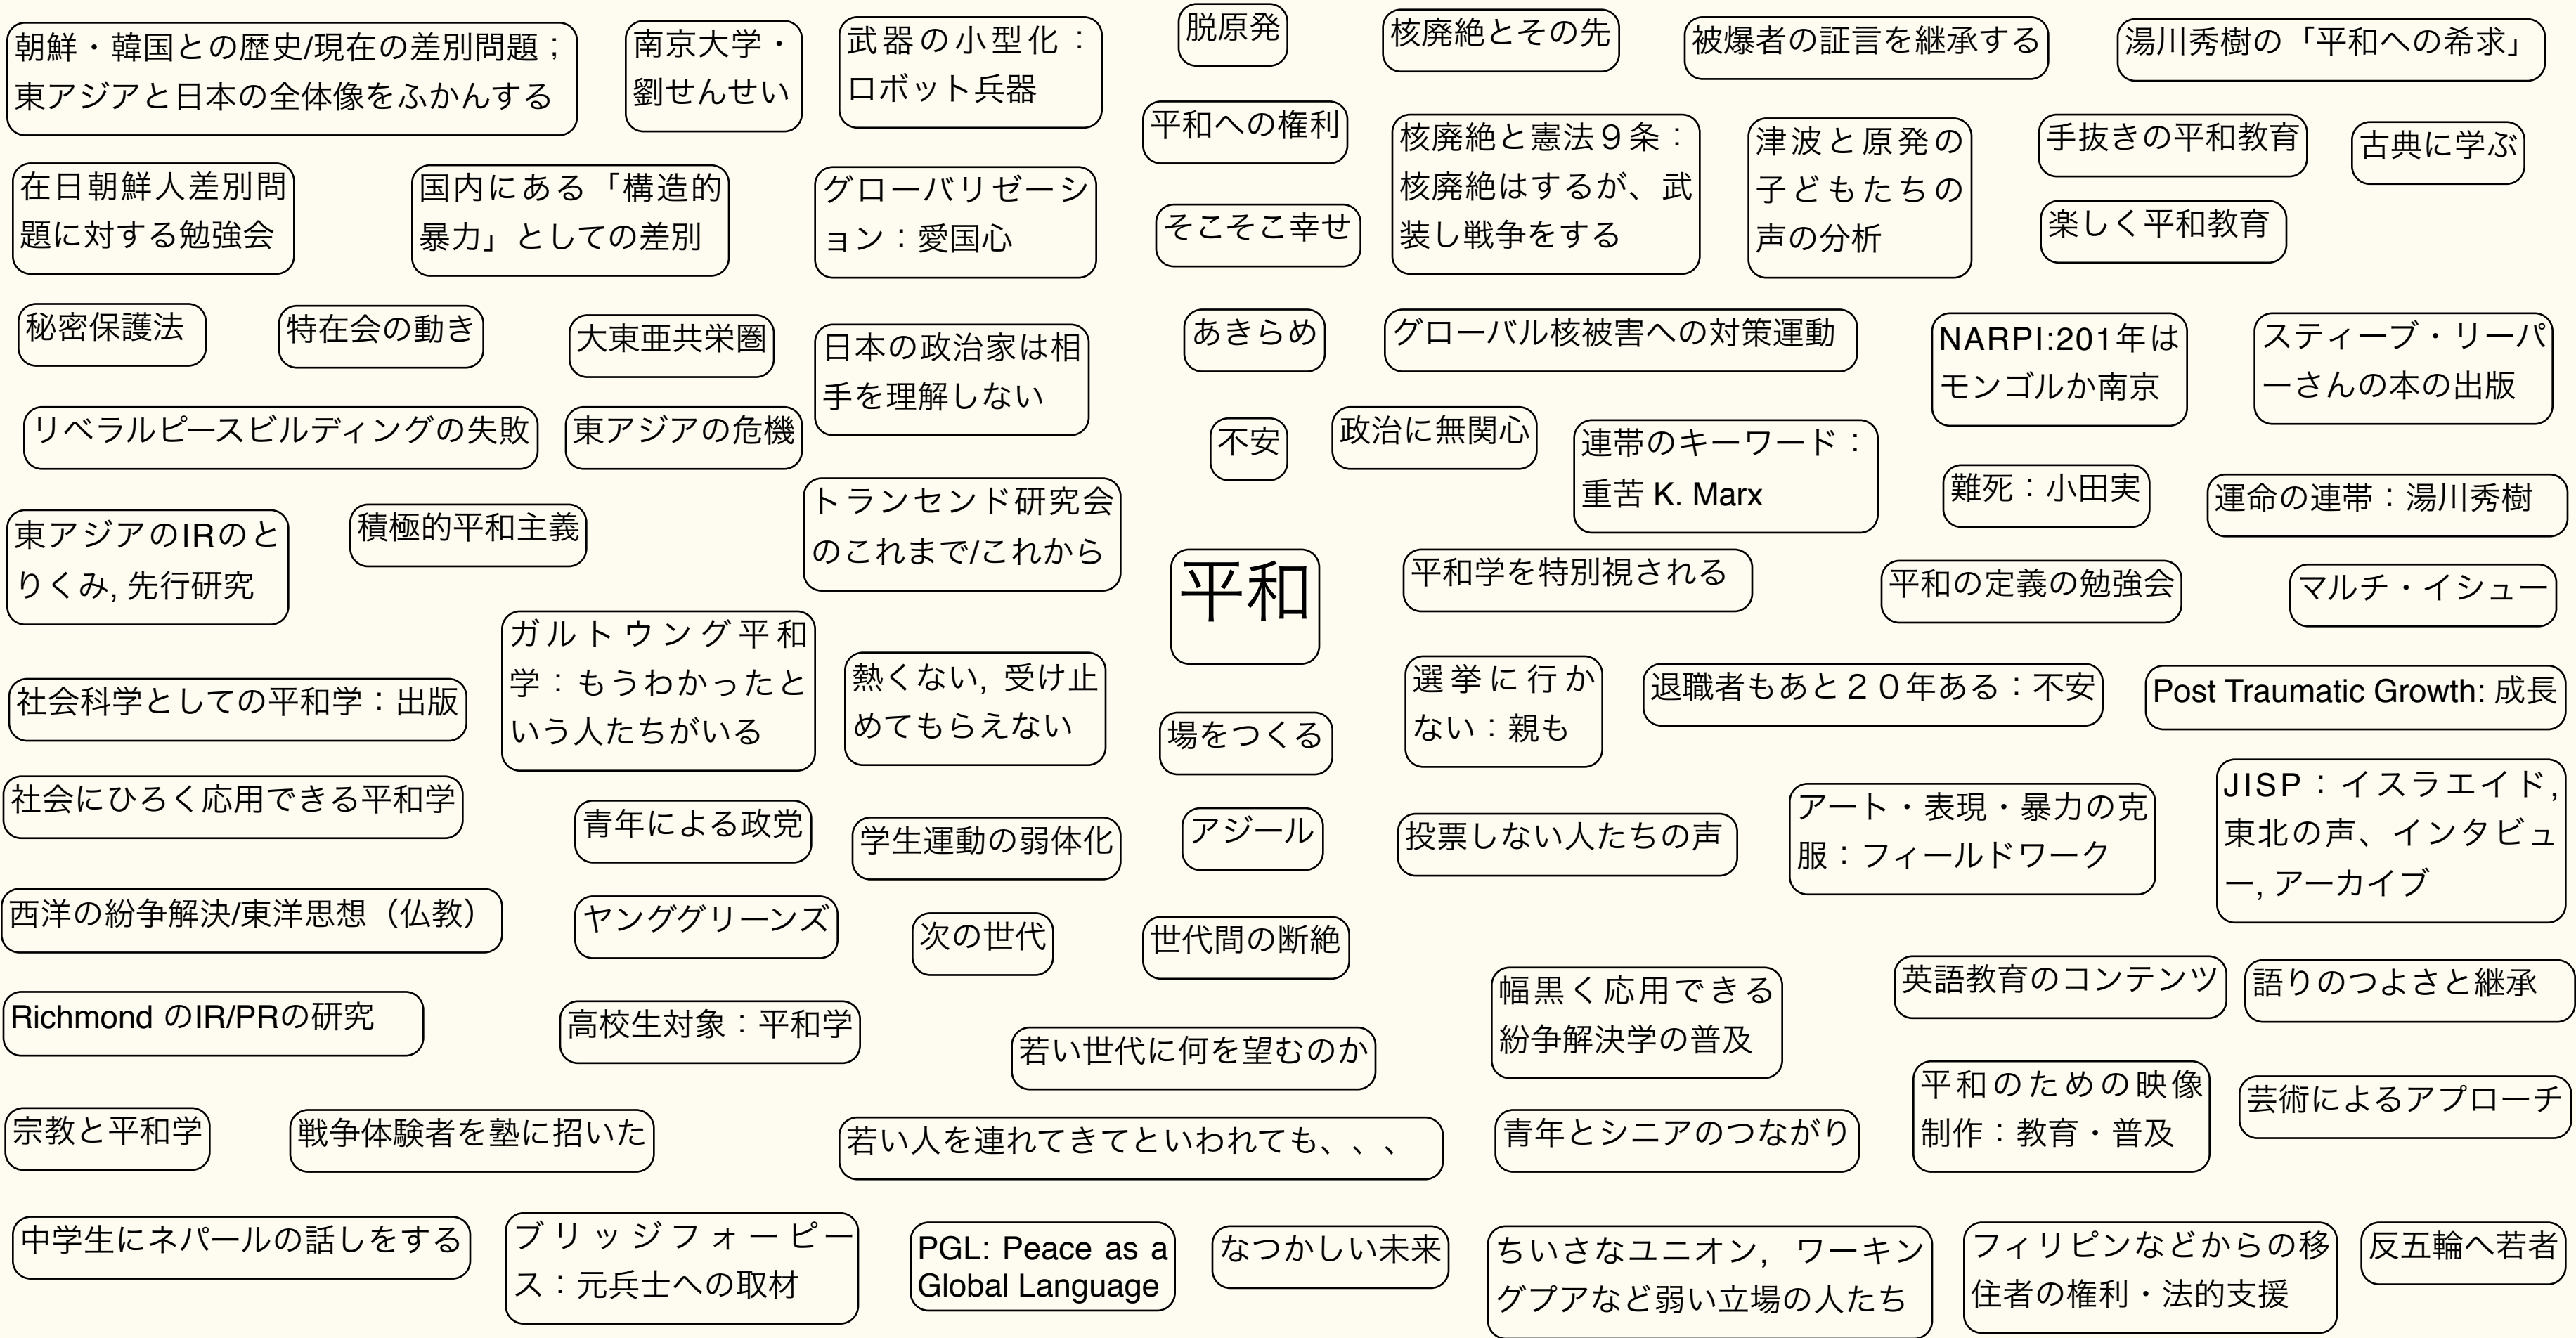 朝鮮・韓国との歴史/現在の差別問題；
東アジアと日本の全体像をふかんする
南京大学・
劉せんせい
武器の小型化：
ロボット兵器
脱原発
核廃絶とその先
被爆者の証言を継承する
湯川秀樹の「平和への希求」
平和への権利
核廃絶と憲法９条：
核廃絶はするが、武
装し戦争をする
津波と原発の
子どもたちの
声の分析
手抜きの平和教育
古典に学ぶ
在日朝鮮人差別問
題に対する勉強会
国内にある「構造的
暴力」としての差別
グローバリゼーシ
ョン：愛国心
そこそこ幸せ
楽しく平和教育
秘密保護法
特在会の動き
大東亜共栄圏
日本の政治家は相
手を理解しない
あきらめ
グローバル核被害への対策運動
NARPI:201年は
モンゴルか南京
スティーブ・リーパ
ーさんの本の出版
リベラルピースビルディングの失敗
東アジアの危機
不安
政治に無関心
連帯のキーワード：
重苦 K. Marx
難死：小田実
運命の連帯：湯川秀樹
東アジアのIRのと
りくみ, 先行研究
積極的平和主義
トランセンド研究会
のこれまで/これから
平和
平和学を特別視される
平和の定義の勉強会
マルチ・イシュー
社会科学としての平和学：出版
ガルトウング平和
学：もうわかったと
いう人たちがいる
熱くない, 受け止
めてもらえない
場をつくる
選挙に行か
ない：親も
退職者もあと２０年ある：不安
Post Traumatic Growth: 成長
社会にひろく応用できる平和学
青年による政党
学生運動の弱体化
アジール
投票しない人たちの声
アート・表現・暴力の克
服：フィールドワーク
JISP：イスラエイド,
東北の声、インタビュ
ー, アーカイブ
西洋の紛争解決/東洋思想（仏教）
ヤンググリーンズ
次の世代
世代間の断絶
幅黒く応用できる
紛争解決学の普及
英語教育のコンテンツ
語りのつよさと継承
Richmond のIR/PRの研究
高校生対象：平和学
若い世代に何を望むのか
平和のための映像
制作：教育・普及
芸術によるアプローチ
宗教と平和学
戦争体験者を塾に招いた
若い人を連れてきてといわれても、、、
青年とシニアのつながり
中学生にネパールの話しをする
ブリッジフォーピー
ス：元兵士への取材
PGL: Peace as a
Global Language
なつかしい未来
ちいさなユニオン, ワーキン
グプアなど弱い立場の人たち
フィリピンなどからの移
住者の権利・法的支援
反五輪へ若者